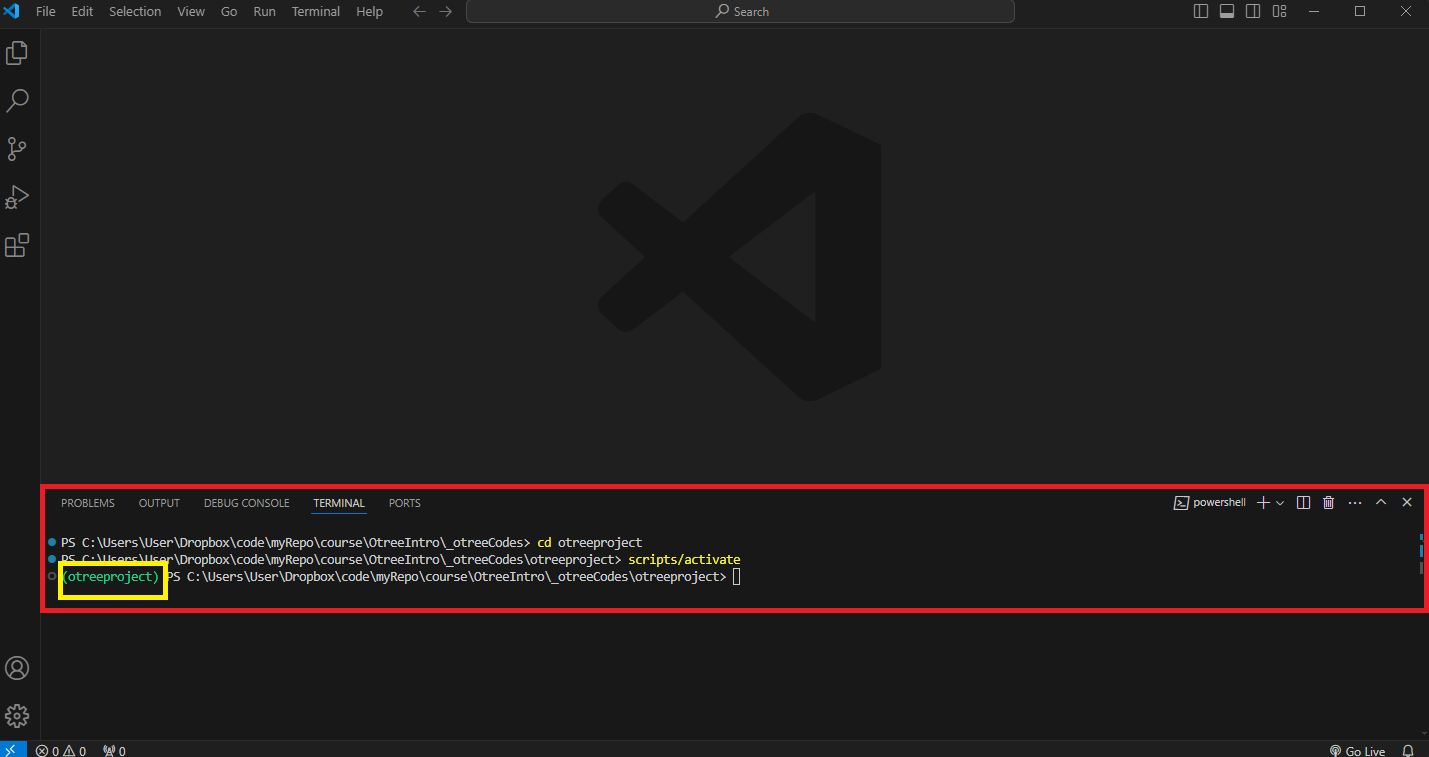 File Edit Selection View Go Run Terminal Help Search
PROBLEMS OUTPUT DEBUG CONSOLE TERMINAL PORTS powershell
PS C:\Users\User\Dropbox\code\myRepo\course\OtreeIntro\_otreeCodes> cd otreeproject
PS C:\Users\User\Dropbox\code\myRepo\course\OtreeIntro\_otreeCodes\otreeproject> scripts/activate
(otreeproject) PS C:\Users\User\Dropbox\code\myRepo\course\OtreeIntro\_otreeCodes\otreeproject>
0 0 0 Go Live